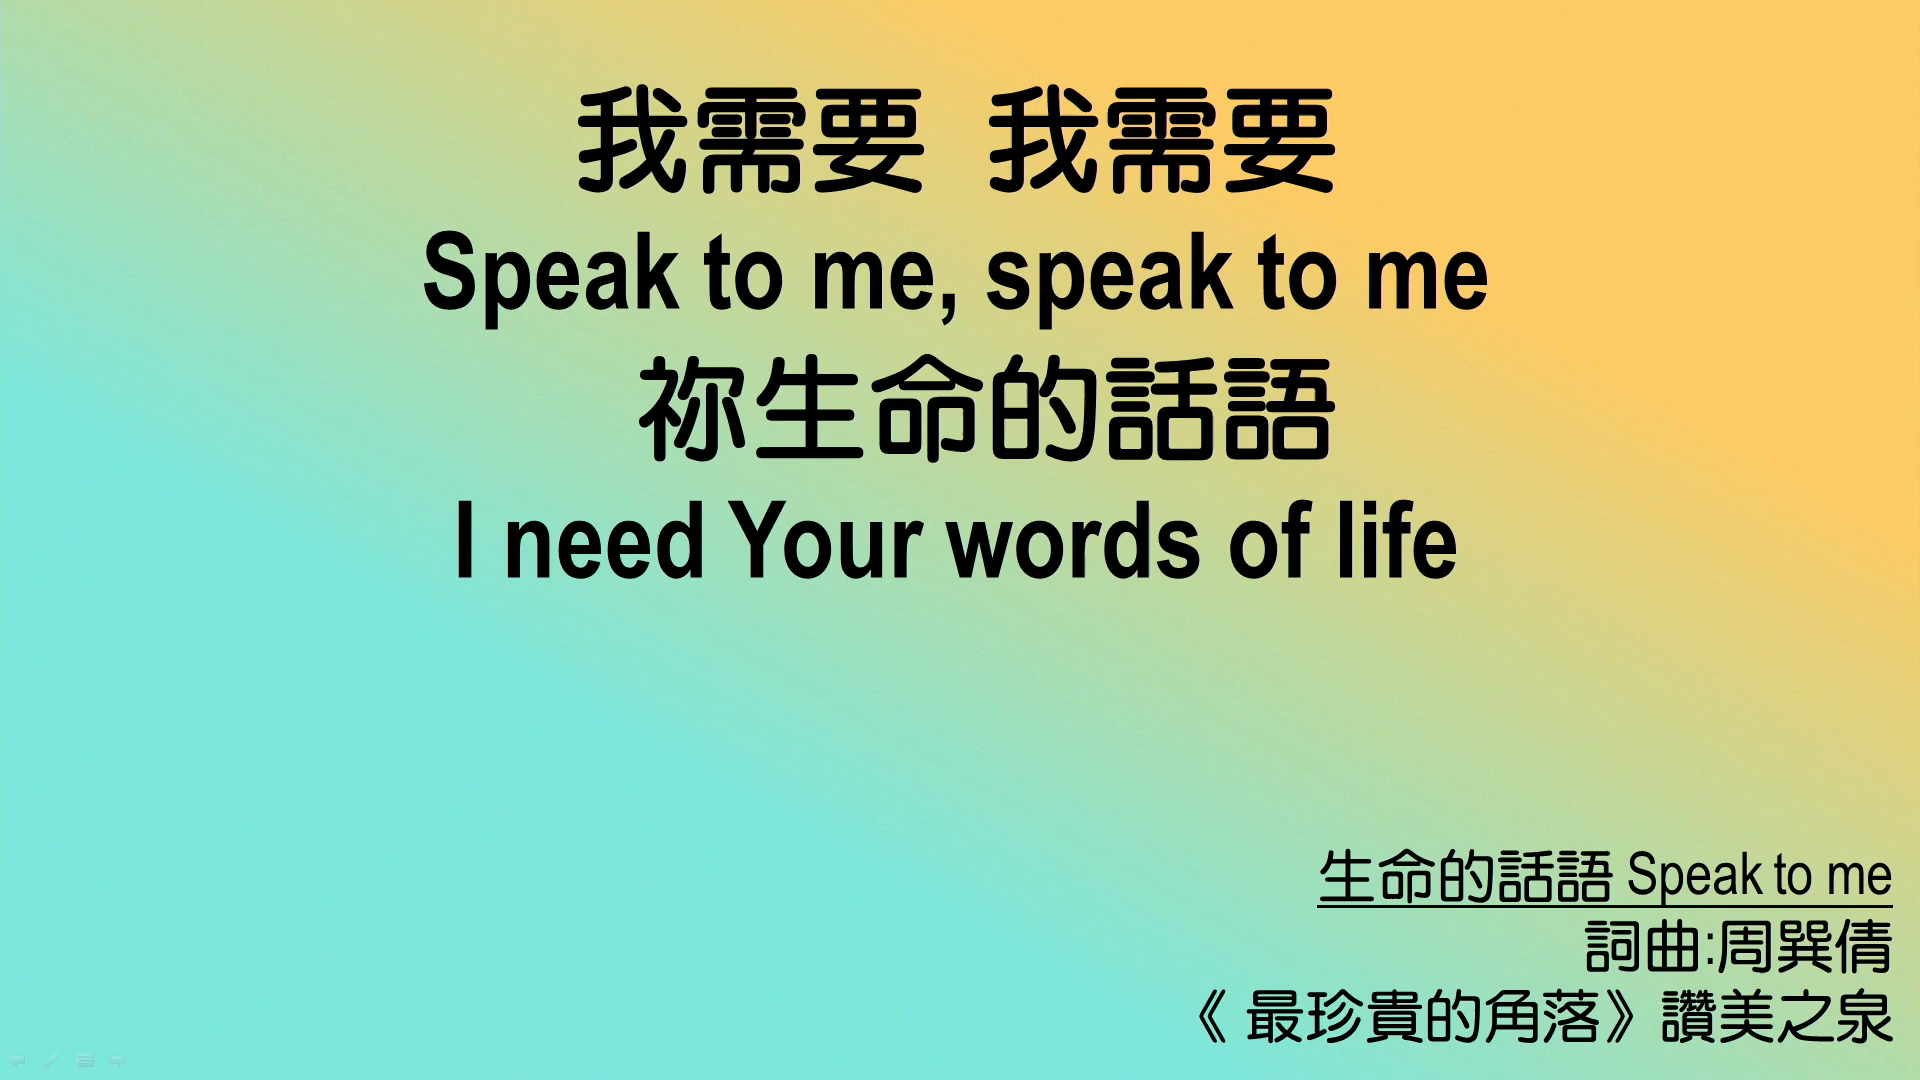 我需要 我需要
Speak to me, speak to me
祢生命的話語
I need Your words of life
生命的話語 Speak to me
詞曲:周巽倩
《 最珍貴的角落》讚美之泉